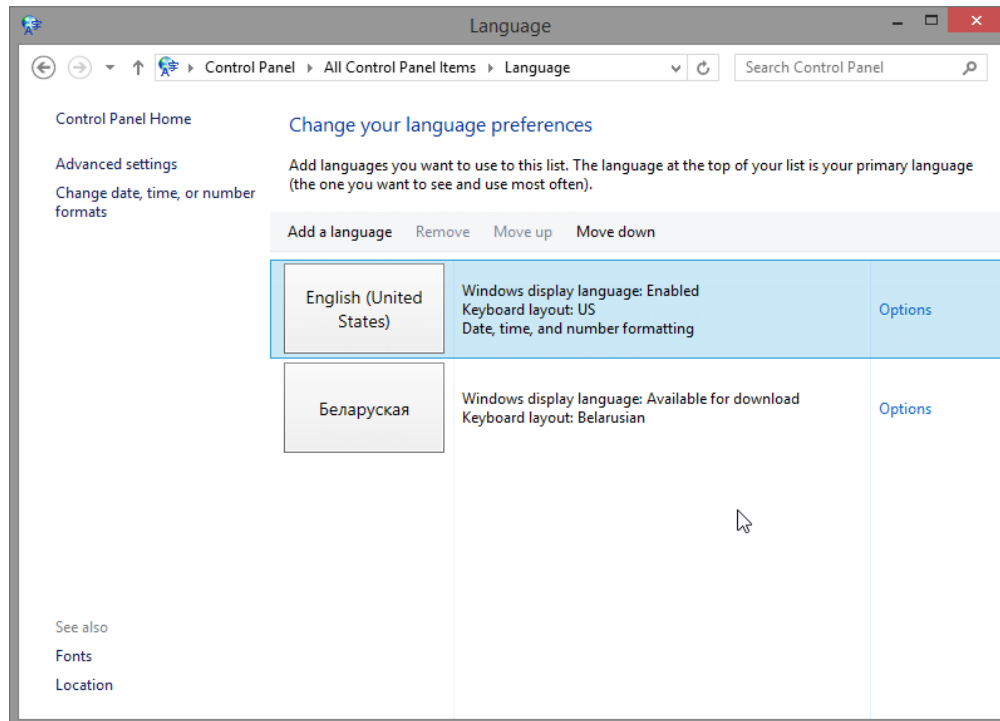 Language
Control Panel All Control Panel Items Language
Search Control Panel
Control Panel Home
Advanced settings
Change date, time, or number
formats
Change your language preferences
Add languages you want to use to this list. The language at the top of your list is your primary language
(the one you want to see and use most often).
Add a language Remove Move up Move down
English (United
States)
Windows display language: Enabled
Keyboard layout: US
Date, time, and number formatting
Options
Беларуская
Windows display language: Available for download
Keyboard layout: Belarusian
Options
See also
Fonts
Location